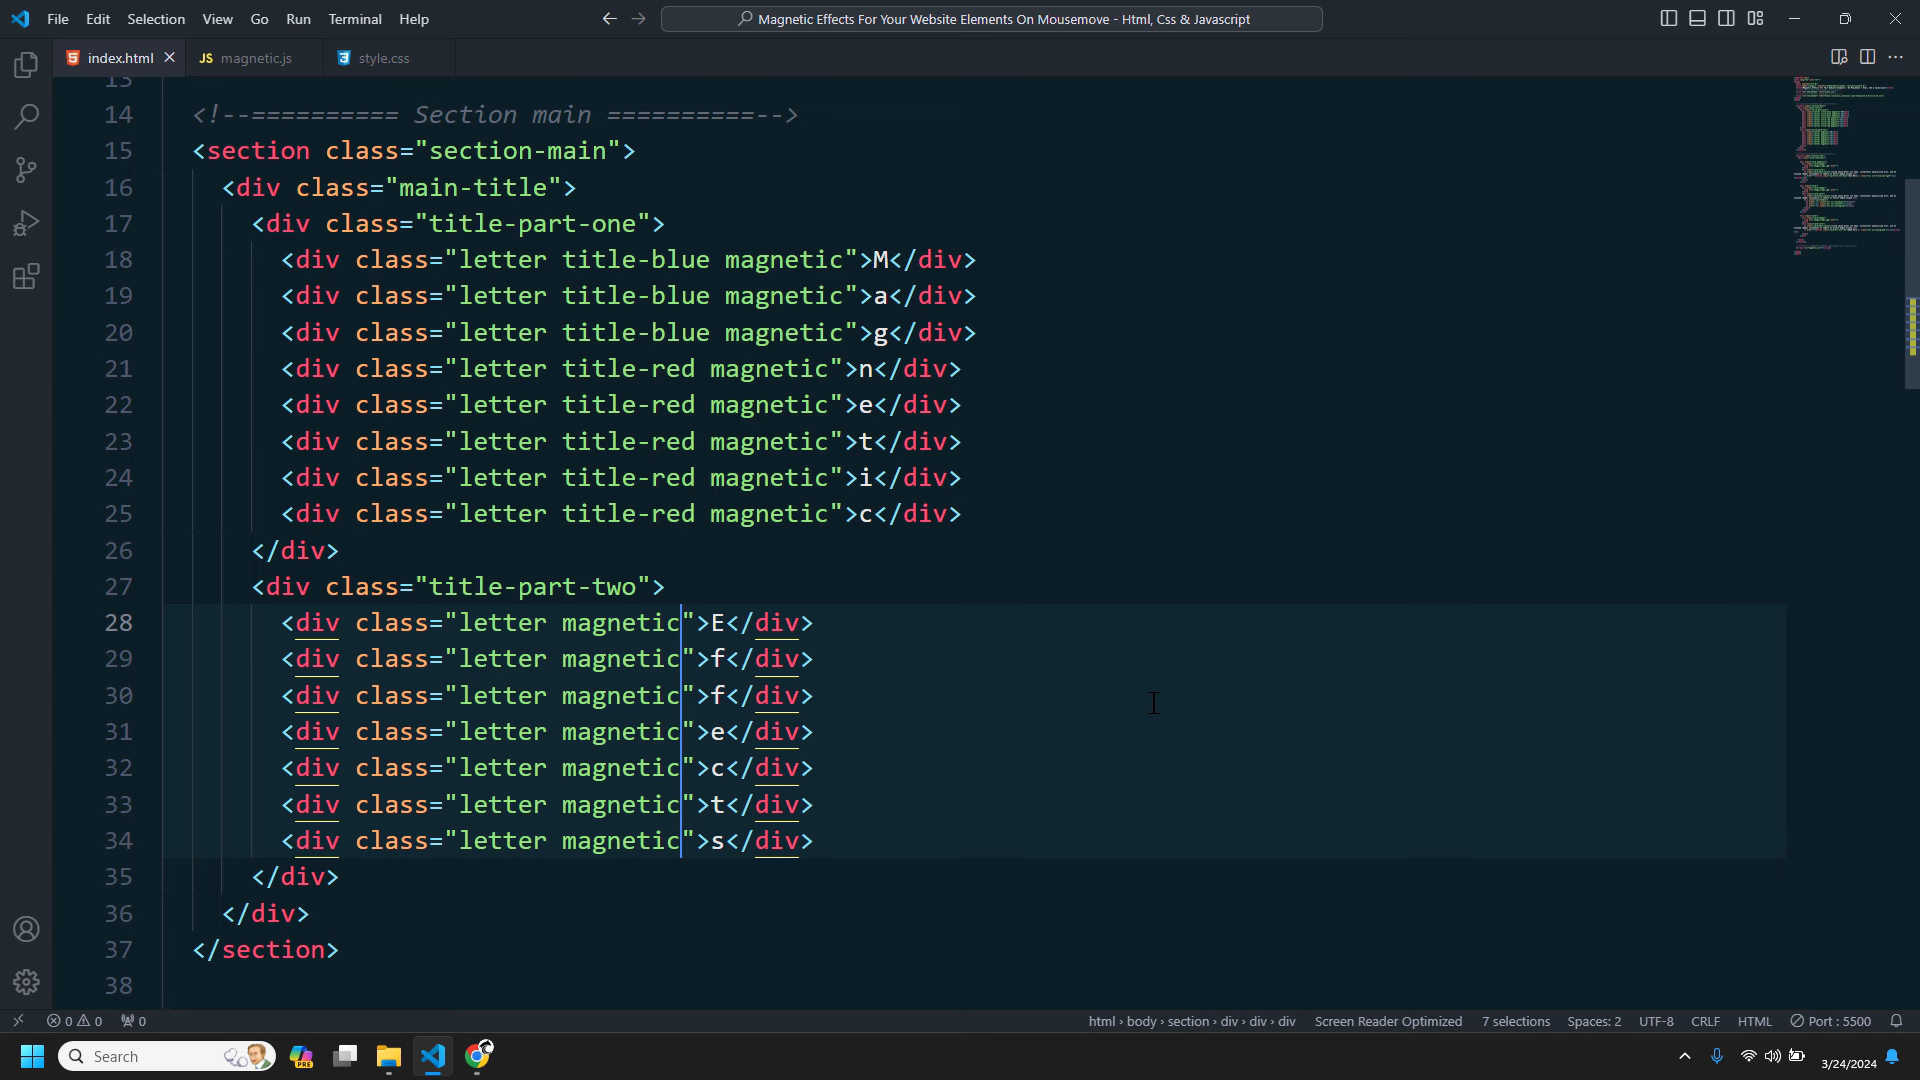 File Edit Selection View Go Run Terminal Help
Magnetic Effects For Your Website Elements On Mousemove - Html, Css & Javascript
index.html
JS magnetic.js
style.css
13
14 <!--========== Section main ==========-->
15 <section class="section-main">
16 <div class="main-title">
17 <div class="title-part-one">
18 <div class="letter title-blue magnetic">M</div>
19 <div class="letter title-blue magnetic">a</div>
20 <div class="letter title-blue magnetic">g</div>
21 <div class="letter title-red magnetic">n</div>
22 <div class="letter title-red magnetic">e</div>
23 <div class="letter title-red magnetic">t</div>
24 <div class="letter title-red magnetic">i</div>
25 <div class="letter title-red magnetic">c</div>
26 </div>
27 <div class="title-part-two">
28 <div class="letter magnetic">E</div>
29 <div class="letter magnetic">f</div>
30 <div class="letter magnetic">f</div>
31 <div class="letter magnetic">e</div>
32 <div class="letter magnetic">c</div>
33 <div class="letter magnetic">t</div>
34 <div class="letter magnetic">s</div>
35 </div>
36 </div>
37 </section>
38
0 0 0
html › body › section › div › div › div Screen Reader Optimized 7 selections Spaces: 2 UTF-8 CRLF HTML Port : 5500
Search
PRE
3/24/2024